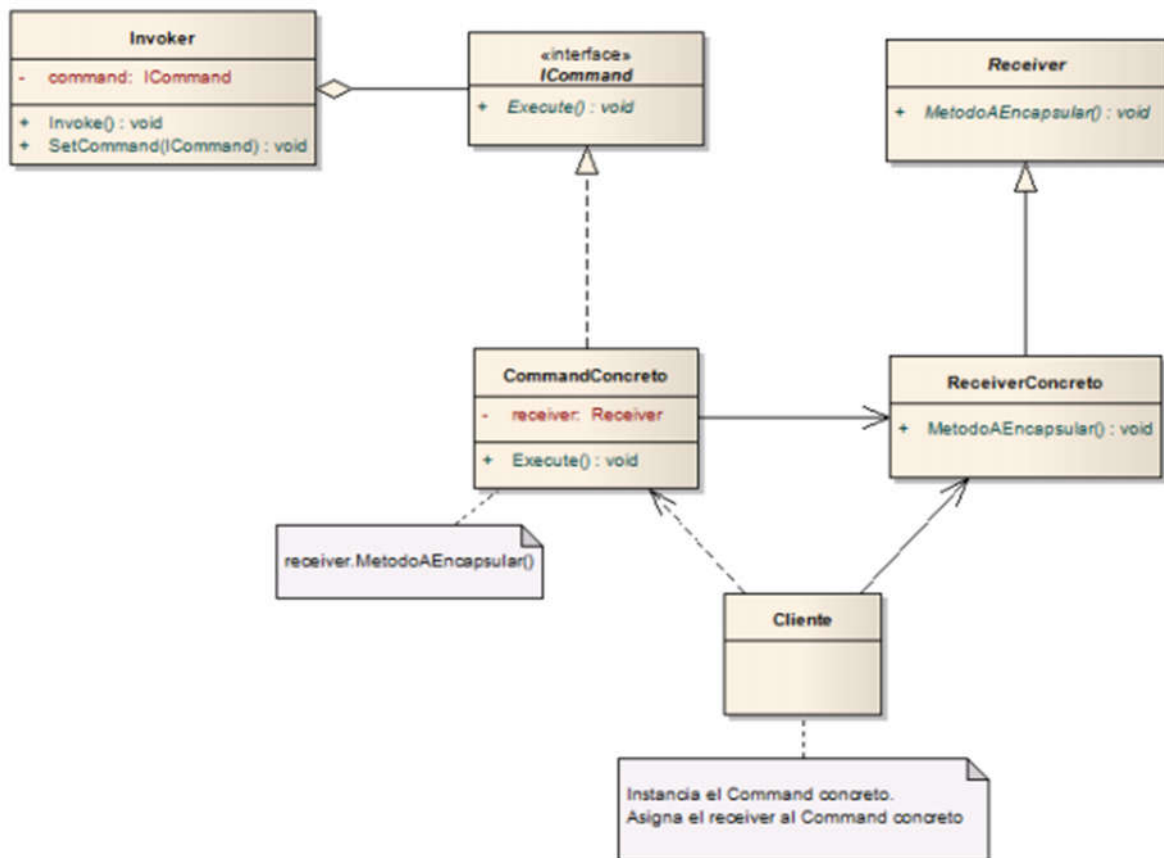 Invoker
- command: ICommand
+ Invoke() : void
+ SetCommand(ICommand) : void
«interface»
ICommand
+ Execute() : void
Receiver
+ MetodoAEncapsular() : void
CommandConcreto
- receiver: Receiver
+ Execute() : void
ReceiverConcreto
+ MetodoAEncapsular() : void
receiver.MetodoAEncapsular()
Cliente
Instancia el Command concreto.
Asigna el receiver al Command concreto